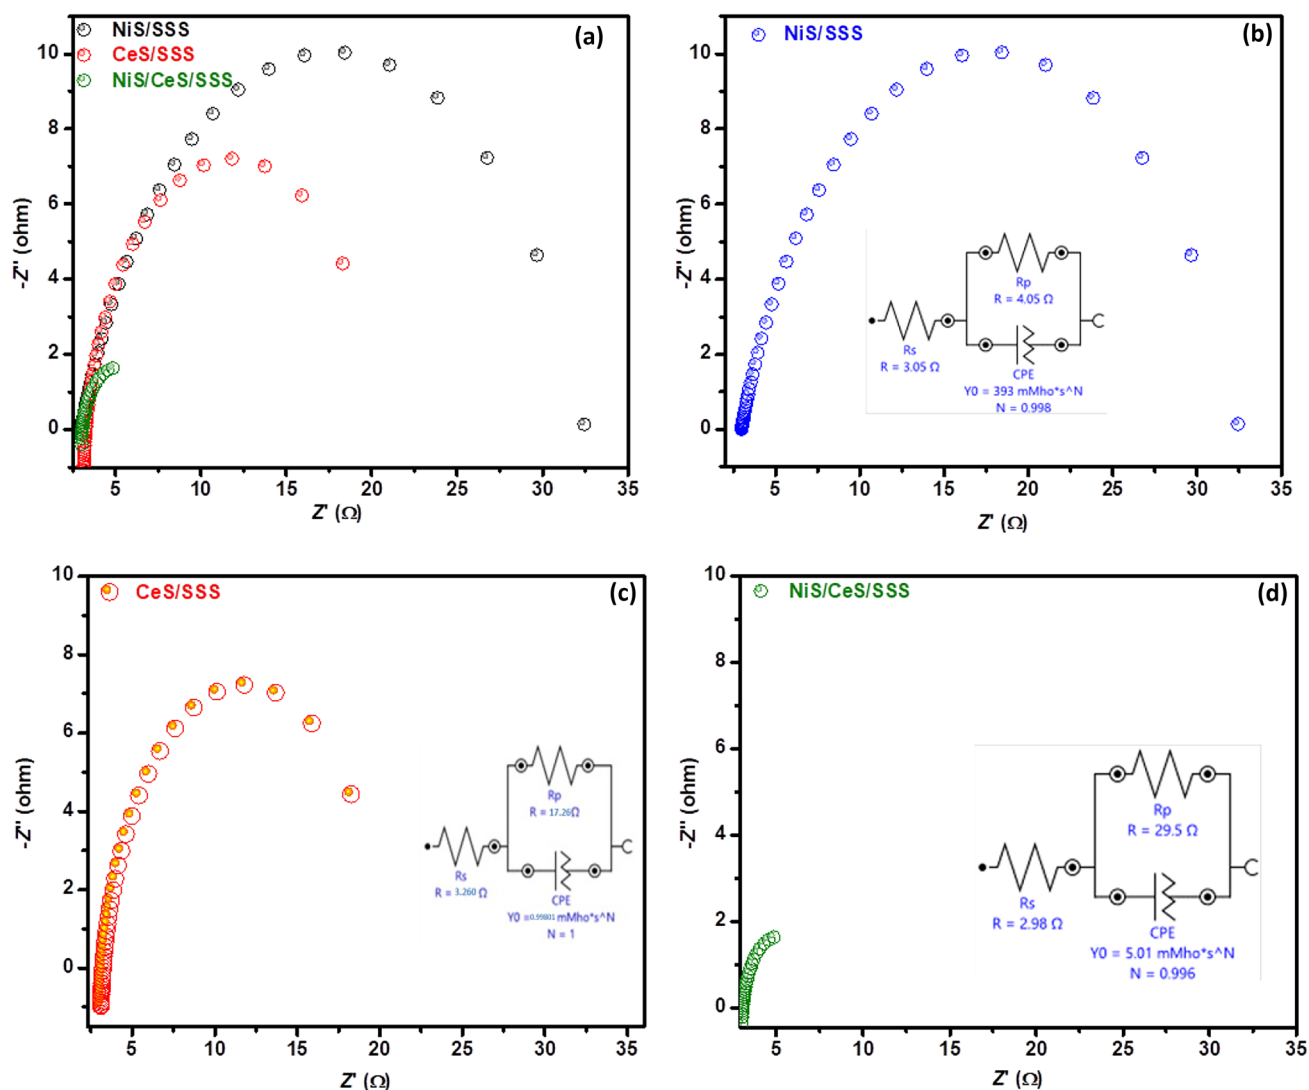 NiS/SSS
CeS/SSS
NiS/CeS/SSS
(a)
10
8
6
4
2
0
-Z'' (ohm)
5 10 15 20 25 30 35
Z' (Ω)
NiS/SSS
(b)
10
8
6
4
2
0
-Z'' (ohm)
Rp
R = 4.05 Ω
Rs
R = 3.05 Ω
CPE
Y0 = 393 mMho*s^N
N = 0.998
5 10 15 20 25 30 35
Z' (Ω)
CeS/SSS
(c)
10
8
6
4
2
0
-Z'' (ohm)
Rp
R = 17.26Ω
Rs
R = 3.260 Ω
CPE
Y0 =0.99801 mMho*s^N
N = 1
5 10 15 20 25 30 35
Z' (Ω)
NiS/CeS/SSS
(d)
10
8
6
4
2
0
-Z'' (ohm)
Rp
R = 29.5 Ω
Rs
R = 2.98 Ω
CPE
Y0 = 5.01 mMho*s^N
N = 0.996
5 10 15 20 25 30 35
Z' (Ω)